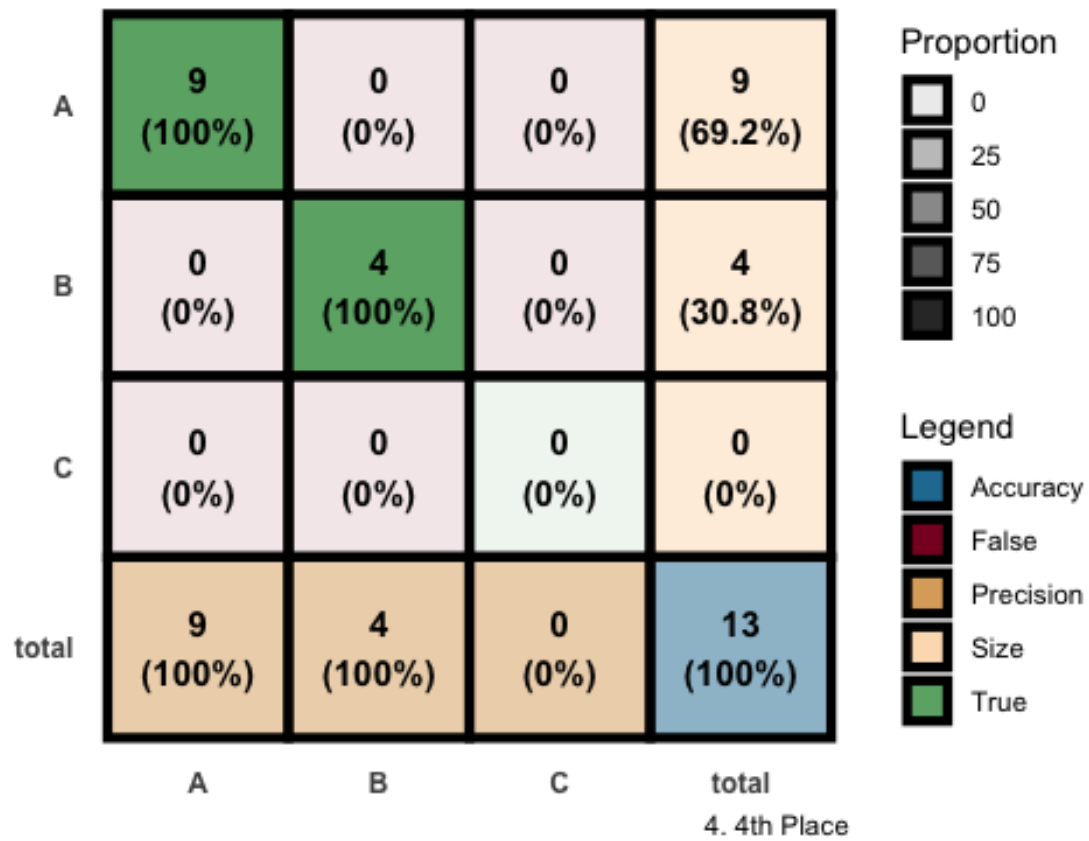 A
9
(100%)
0
(0%)
0
(0%)
9
(69.2%)
B
0
(0%)
4
(100%)
0
(0%)
4
(30.8%)
C
0
(0%)
0
(0%)
0
(0%)
0
(0%)
total
9
(100%)
4
(100%)
0
(0%)
13
(100%)
A
B
C
total
4. 4th Place
Proportion
0
25
50
75
100
Legend
Accuracy
False
Precision
Size
True